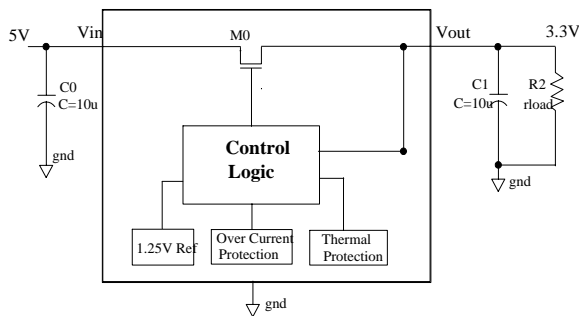 5V
Vin
M0
Vout
3.3V
C0
C=10u
gnd
C1
C=10u
R2
rload
gnd
Control
Logic
1.25V Ref
Over Current
Protection
Thermal
Protection
gnd